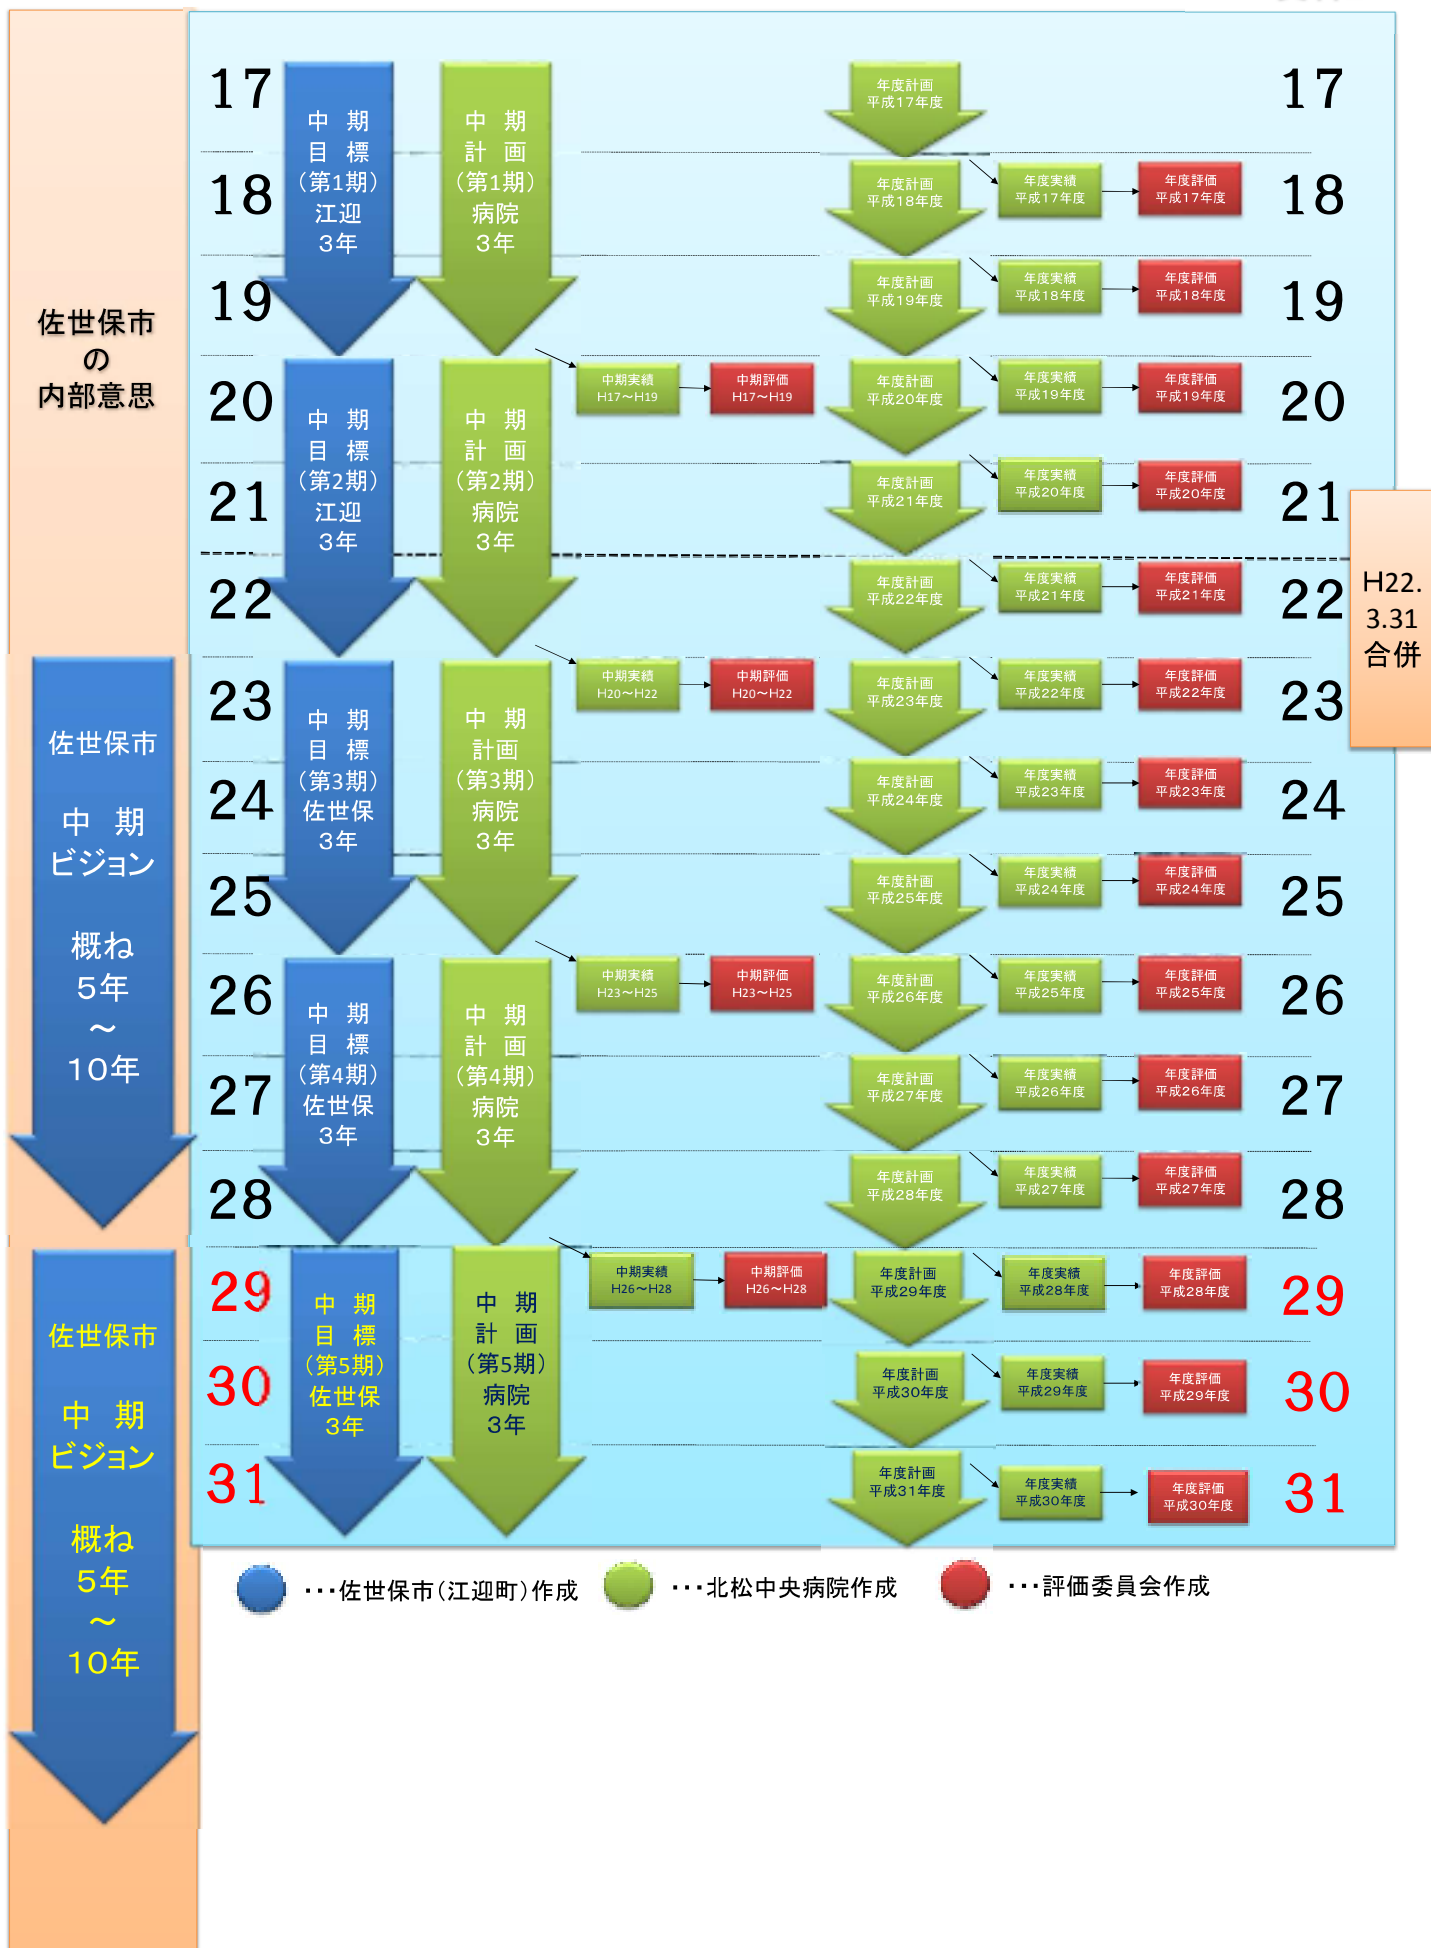 佐世保市
の
内部意思
佐世保市
中　期
ビジョン
概ね
５年
～
１０年
佐世保市
中　期
ビジョン
概ね
５年
～
１０年
17
18
19
20
21
22
23
24
25
26
27
28
29
30
31
中　期
目　標
（第1期）
江迎
３年
中　期
目　標
（第2期）
江迎
３年
中　期
目　標
（第3期）
佐世保
３年
中　期
目　標
（第4期）
佐世保
３年
中　期
目　標
（第5期）
佐世保
３年
中　期
計　画
（第1期）
病院
３年
中　期
計　画
（第2期）
病院
３年
中　期
計画
（第3期）
病院
３年
中　期
計　画
（第4期）
病院
３年
中　期
計　画
（第5期）
病院
３年
中期実績
H17～H19
中期評価
H17～H19
中期実績
H20～H22
中期評価
H20～H22
中期実績
H23～H25
中期評価
H23～H25
中期実績
H26～H28
中期評価
H26～H28
年度計画
平成17年度
年度計画
平成18年度
年度実績
平成17年度
年度評価
平成17年度
年度計画
平成19年度
年度実績
平成18年度
年度評価
平成18年度
年度計画
平成20年度
年度実績
平成19年度
年度評価
平成19年度
年度計画
平成21年度
年度実績
平成20年度
年度評価
平成20年度
年度計画
平成22年度
年度実績
平成21年度
年度評価
平成21年度
年度計画
平成23年度
年度実績
平成22年度
年度評価
平成22年度
年度計画
平成24年度
年度実績
平成23年度
年度評価
平成23年度
年度計画
平成25年度
年度実績
平成24年度
年度評価
平成24年度
年度計画
平成26年度
年度実績
平成25年度
年度評価
平成25年度
年度計画
平成27年度
年度実績
平成26年度
年度評価
平成26年度
年度計画
平成28年度
年度実績
平成27年度
年度評価
平成27年度
年度計画
平成29年度
年度実績
平成28年度
年度評価
平成28年度
年度計画
平成30年度
年度実績
平成29年度
年度評価
平成29年度
年度計画
平成31年度
年度実績
平成30年度
年度評価
平成30年度
17
18
19
20
21
22
23
24
25
26
27
28
29
30
31
H22.
3.31
合併
･･･佐世保市（江迎町）作成
･･･北松中央病院作成
･･･評価委員会作成